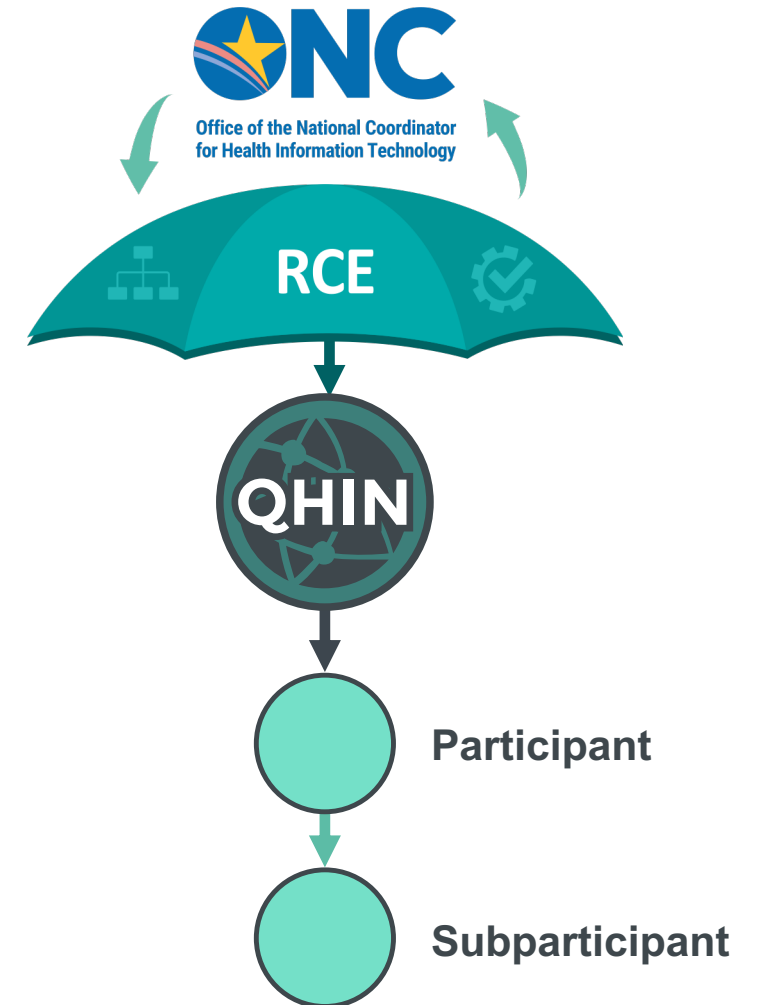 ONC
Office of the National Coordinator
for Health Information Technology
RCE
QHIN
Participant
Subparticipant